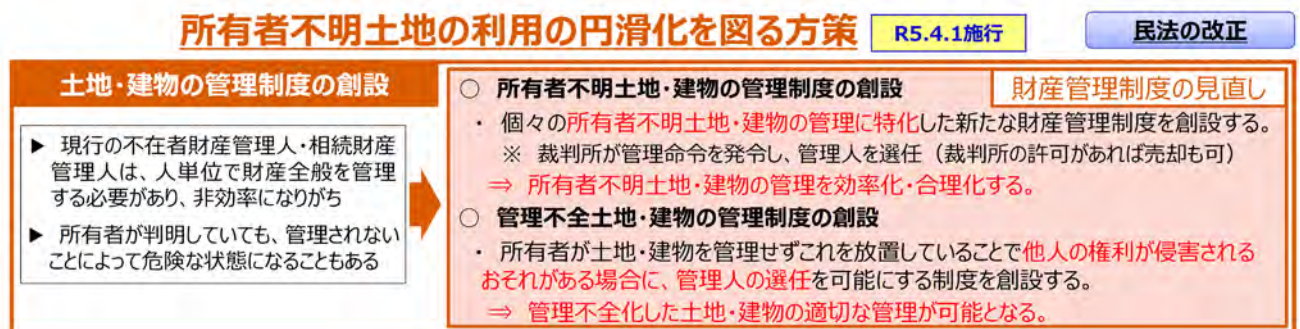 所有者不明土地の利用の円滑化を図る方策
R5.4.1施行
民法の改正
土地・建物の管理制度の創設
▶ 現行の不在者財産管理人・相続財産
管理人は、人単位で財産全般を管理
する必要があり、非効率になりがち
▶ 所有者が判明していても、管理されない
ことによって危険な状態になることもある
財産管理制度の見直し
○ 所有者不明土地・建物の管理制度の創設
・ 個々の所有者不明土地・建物の管理に特化した新たな財産管理制度を創設する。
※ 裁判所が管理命令を発令し、管理人を選任（裁判所の許可があれば売却も可）
⇒ 所有者不明土地・建物の管理を効率化・合理化する。
○ 管理不全土地・建物の管理制度の創設
・ 所有者が土地・建物を管理せずこれを放置していることで他人の権利が侵害される
おそれがある場合に、管理人の選任を可能にする制度を創設する。
⇒ 管理不全化した土地・建物の適切な管理が可能となる。